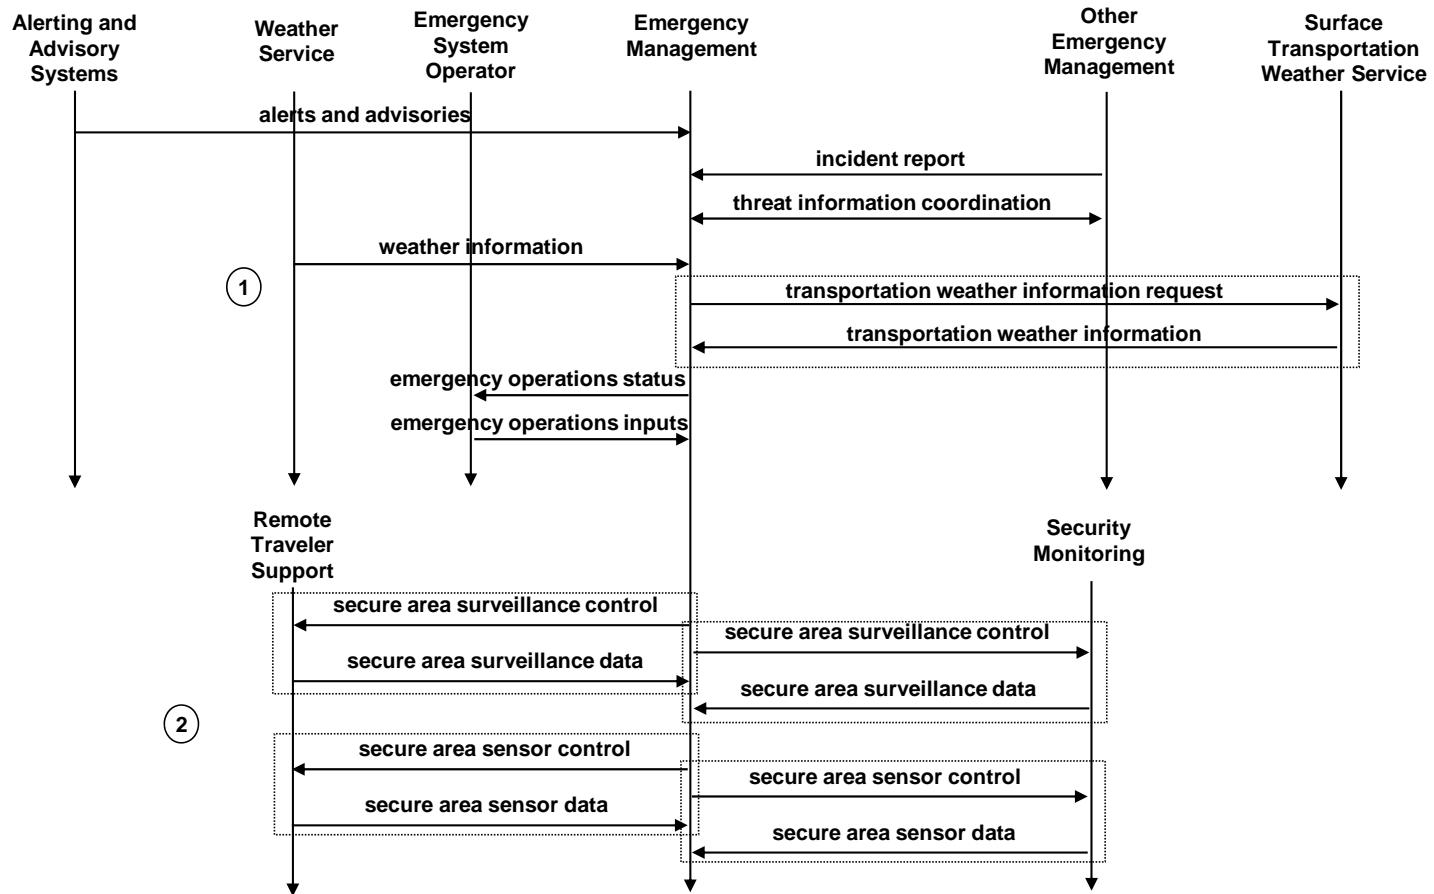 Alerting and
Advisory
Systems
Weather
Service
Emergency
System
Operator
Emergency
Management
Other
Emergency
Management
Surface
Transportation
Weather Service
alerts and advisories
incident report
threat information coordination
weather information
1
transportation weather information request
transportation weather information
emergency operations status
emergency operations inputs
Remote
Traveler
Support
Security
Monitoring
secure area surveillance control
secure area surveillance control
secure area surveillance data
secure area surveillance data
2
secure area sensor control
secure area sensor control
secure area sensor data
secure area sensor data